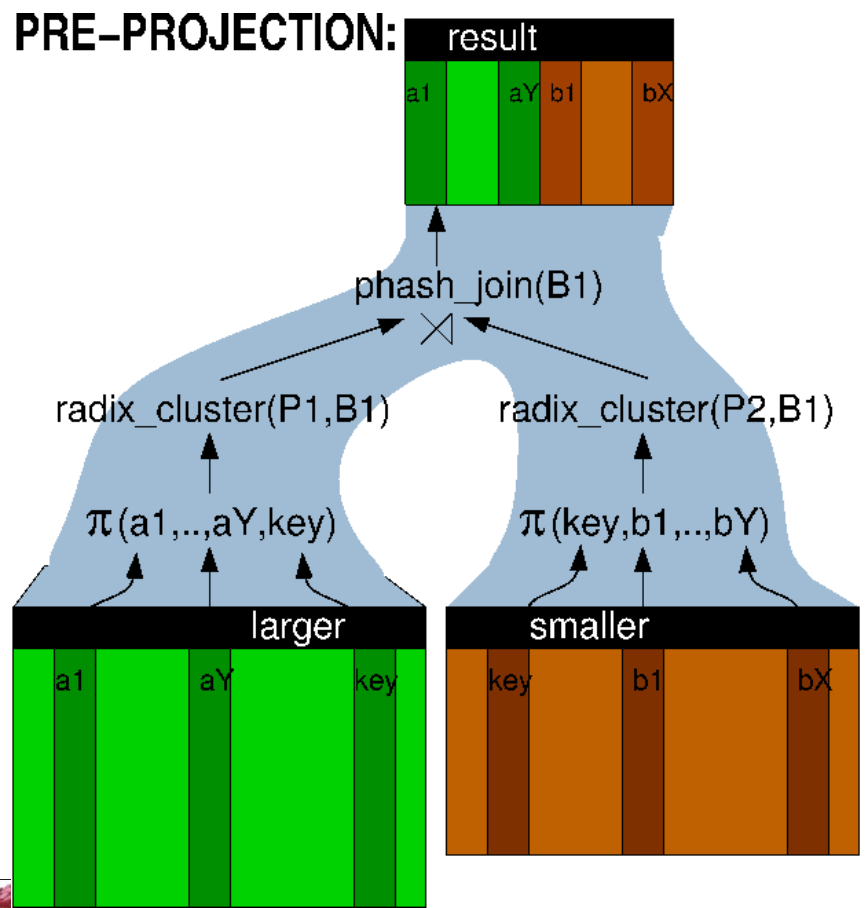 PRE-PROJECTION: result
a1 aY b1 bX
phash_join(B1)
radix_cluster(P1,B1) radix_cluster(P2,B1)
π(a1,..,aY,key) π(key,b1,..,bY)
larger smaller
a1 aY key key b1 bX